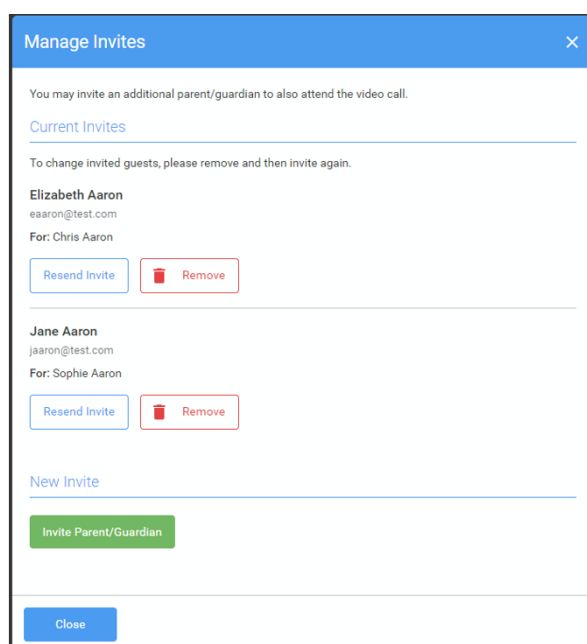 Manage Invites
You may invite an additional parent/guardian to also attend the video call.
Current Invites
To change invited guests, please remove and then invite again.
Elizabeth Aaron
eaaron@test.com
For: Chris Aaron
Resend Invite Remove
Jane Aaron
jaaron@test.com
For: Sophie Aaron
Resend Invite Remove
New Invite
Invite Parent/Guardian
Close